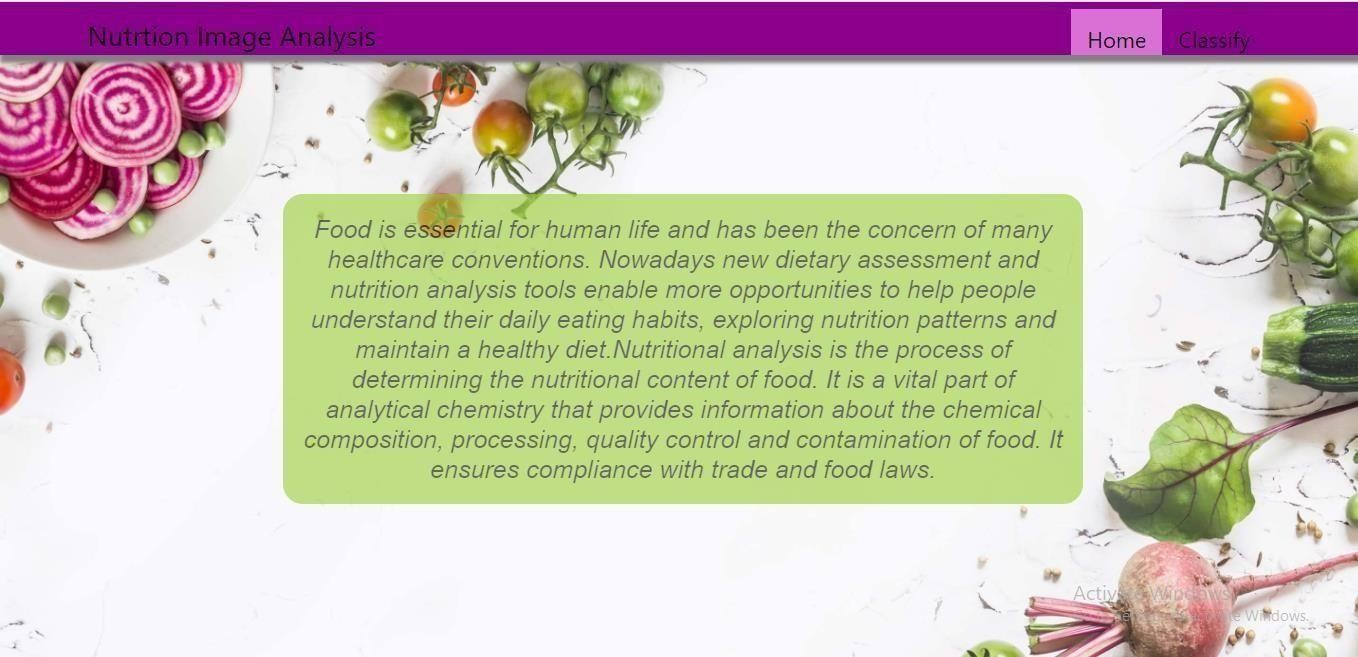 Nutrtion Image Analysis
Home Classify
Food is essential for human life and has been the concern of many
healthcare conventions. Nowadays new dietary assessment and
nutrition analysis tools enable more opportunities to help people
understand their daily eating habits, exploring nutrition patterns and
maintain a healthy diet.Nutritional analysis is the process of
determining the nutritional content of food. It is a vital part of
analytical chemistry that provides information about the chemical
composition, processing, quality control and contamination of food. It
ensures compliance with trade and food laws.
Activate Windows
Windows.